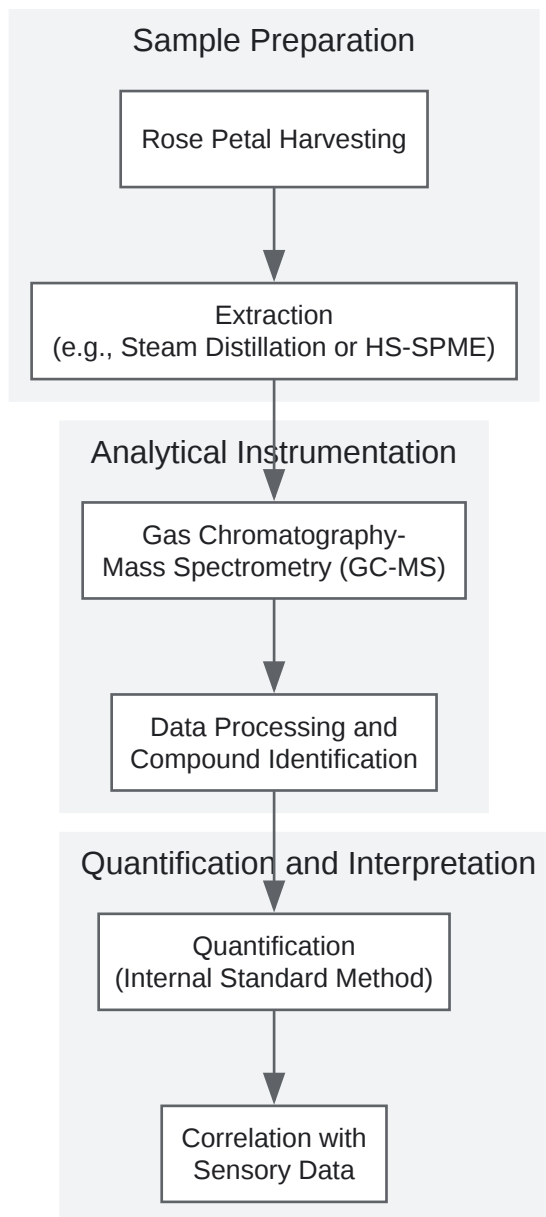 Sample Preparation
Rose Petal Harvesting
Extraction
(e.g., Steam Distillation or HS-SPME)
Analytical Instrumentation
Gas Chromatography-
Mass Spectrometry (GC-MS)
Data Processing and
Compound Identification
Quantification and Interpretation
Quantification
(Internal Standard Method)
Correlation with
Sensory Data